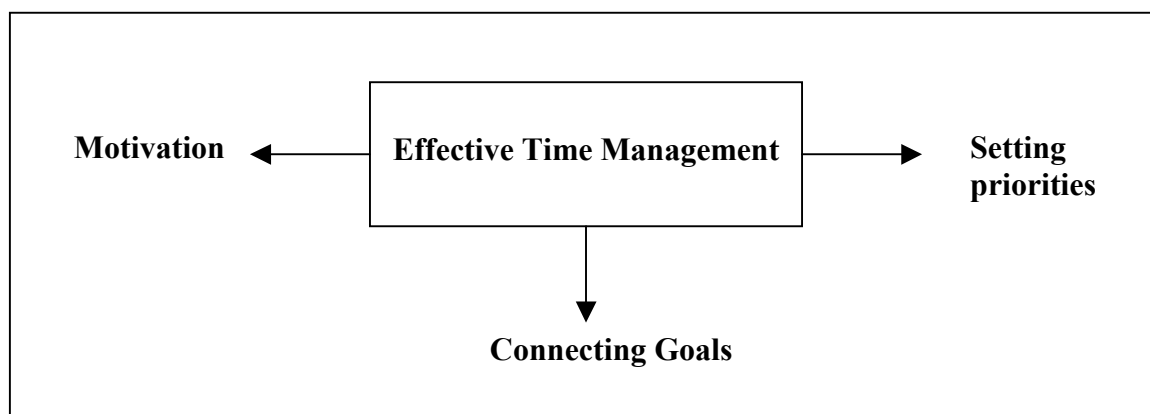 Motivation
Effective Time Management
Setting
priorities
Connecting Goals